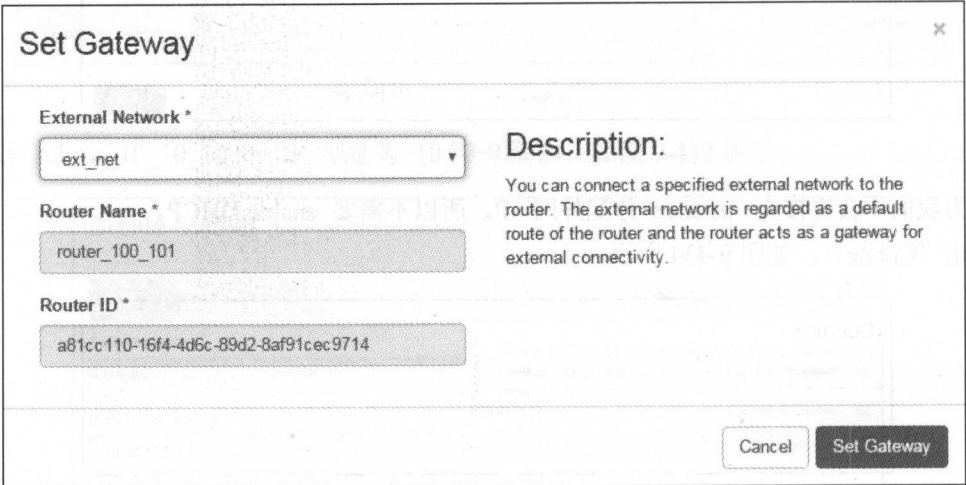 Set Gateway
×
External Network *
ext_net
Router Name *
router_100_101
Router ID *
a81cc110-16f4-4d6c-89d2-8af91cec9714
Description:
You can connect a specified external network to the
router. The external network is regarded as a default
route of the router and the router acts as a gateway for
external connectivity.
Cancel
Set Gateway